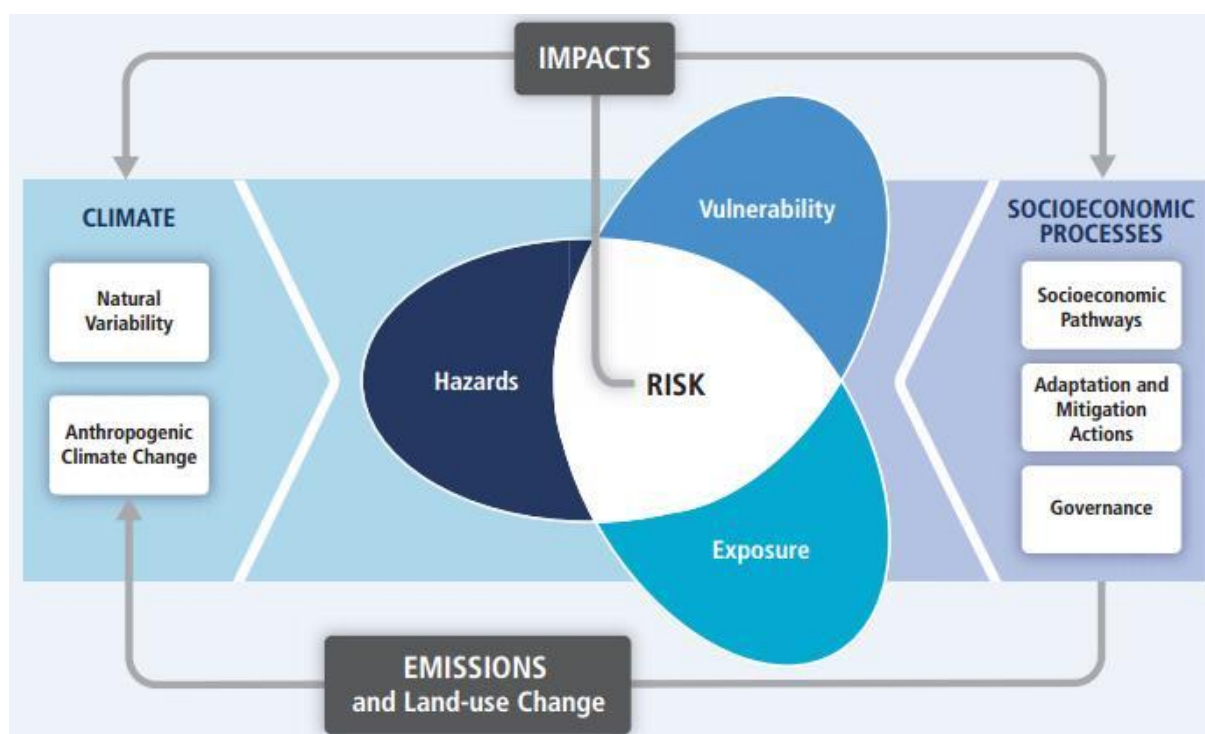 IMPACTS
CLIMATE
Natural
Variability
Anthropogenic
Climate Change
Hazards
Vulnerability
RISK
Exposure
SOCIOECONOMIC
PROCESSES
Socioeconomic
Pathways
Adaptation and
Mitigation
Actions
Governance
EMISSIONS
and Land-use Change